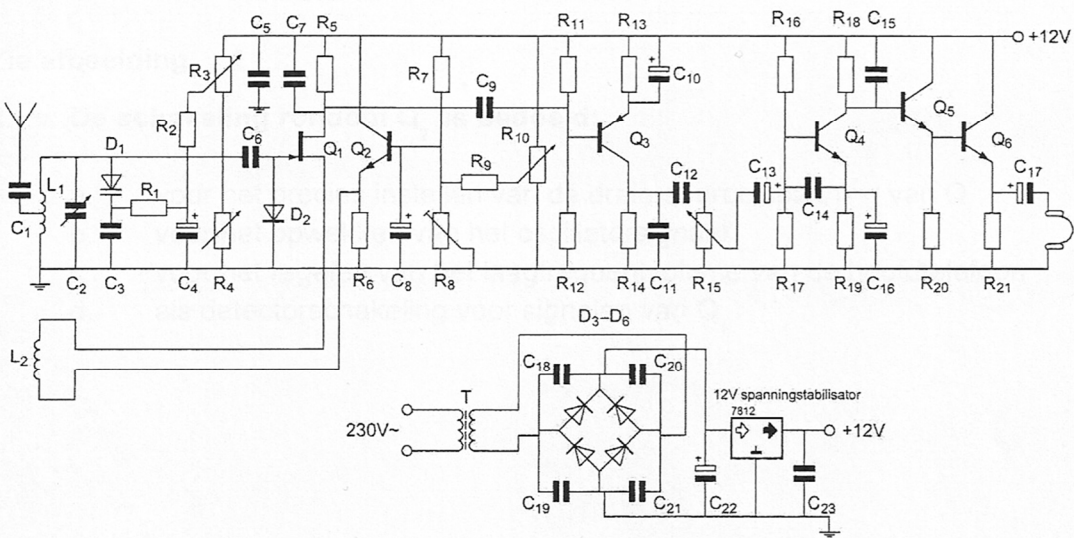 C5 C7 R5 R11 R13 R16 R18 C15
+12V
R3 R7 C9 C10
R2 R10 Q5
D1 C6 Q1 Q2 Q3 Q4 Q6
L1 R1 R9 C12 C13 C17
C1 D2 C14
C2 C3 C4 R4 R6 C8 R8 R12 R14 C11 R15 R17 R19 C16 R20 R21
L2
D3–D6
C18 C20
T 12V spanningstabilisator
7812
230V~ +12V
C19 C21 C22 C23